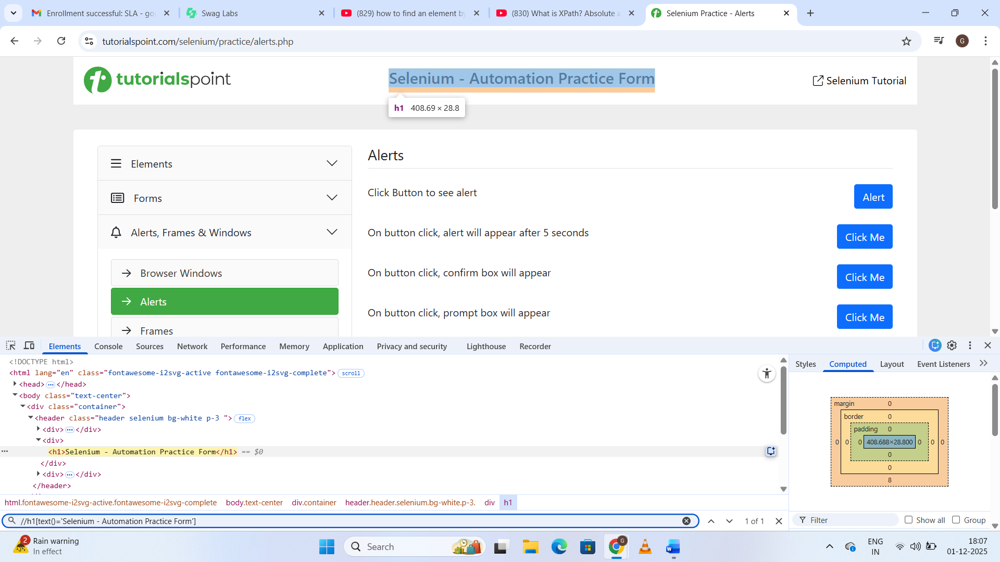 Enrollment successful: SLA - go
Swag Labs
(829) how to find an element by
(830) What is XPath? Absolute a
Selenium Practice - Alerts
tutorialspoint.com/selenium/practice/alerts.php
G
tutorialspoint
Selenium - Automation Practice Form
Selenium Tutorial
h1 408.69 × 28.8
Elements
Forms
Alerts, Frames & Windows
Browser Windows
Alerts
Frames
Alerts
Click Button to see alert
Alert
On button click, alert will appear after 5 seconds
Click Me
On button click, confirm box will appear
Click Me
On button click, prompt box will appear
Click Me
Elements Console Sources Network Performance Memory Application Privacy and security Lighthouse Recorder
<!DOCTYPE html>
<html lang="en" class="fontawesome-i2svg-active fontawesome-i2svg-complete"> scroll
<head> ... </head>
<body class="text-center">
<div class="container">
<header class="header selenium bg-white p-3 "> flex
<div> ... </div>
<div>
... <h1>Selenium - Automation Practice Form</h1> == $0
</div>
<div> ... </div>
</header>
html.fontawesome-i2svg-active.fontawesome-i2svg-complete body.text-center div.container header.header.selenium.bg-white.p-3. div h1
//h1[text()='Selenium - Automation Practice Form']
1 of 1
Styles Computed Layout Event Listeners
margin 0
border 0
padding 0
0 0 0 408.688×28.800 0 0 0
0
0
8
Filter Show all Group
2
Rain warning
In effect
Search
G
W
ENG
IN
18:07
01-12-2025